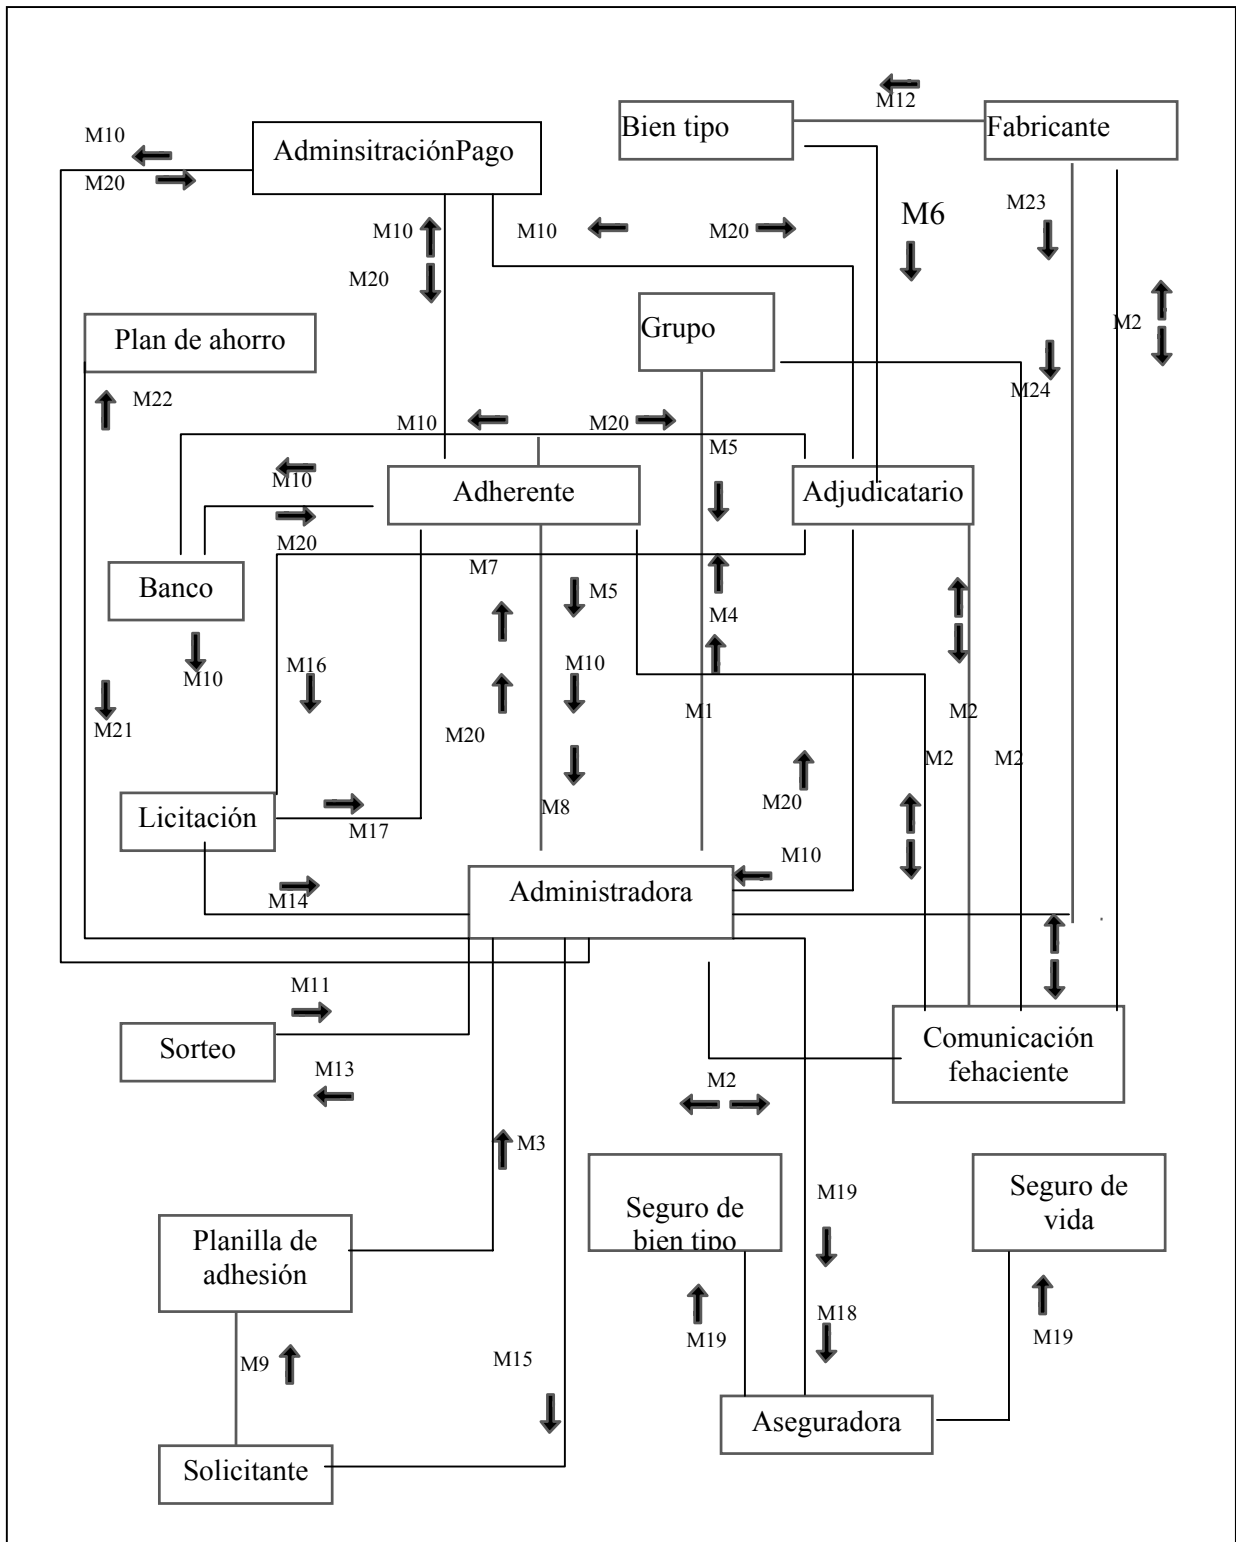 M12
Bien tipo
Fabricante
M10
AdminsitraciónPago
M20
M6
M23
M10
M10
M20
M20
Grupo
M2
Plan de ahorro
M24
M22
M10
M20
M5
M10
Adherente
Adjudicatario
M20
M7
M5
Banco
M4
M16
M10
M10
M1
M2
M21
M20
M2
M2
M8
M20
Licitación
M17
M10
Administradora
M14
M11
Sorteo
Comunicación
fehaciente
M13
M2
M3
M19
Seguro de
bien tipo
Seguro de
vida
Planilla de
adhesión
M18
M19
M19
M9
M15
Aseguradora
Solicitante